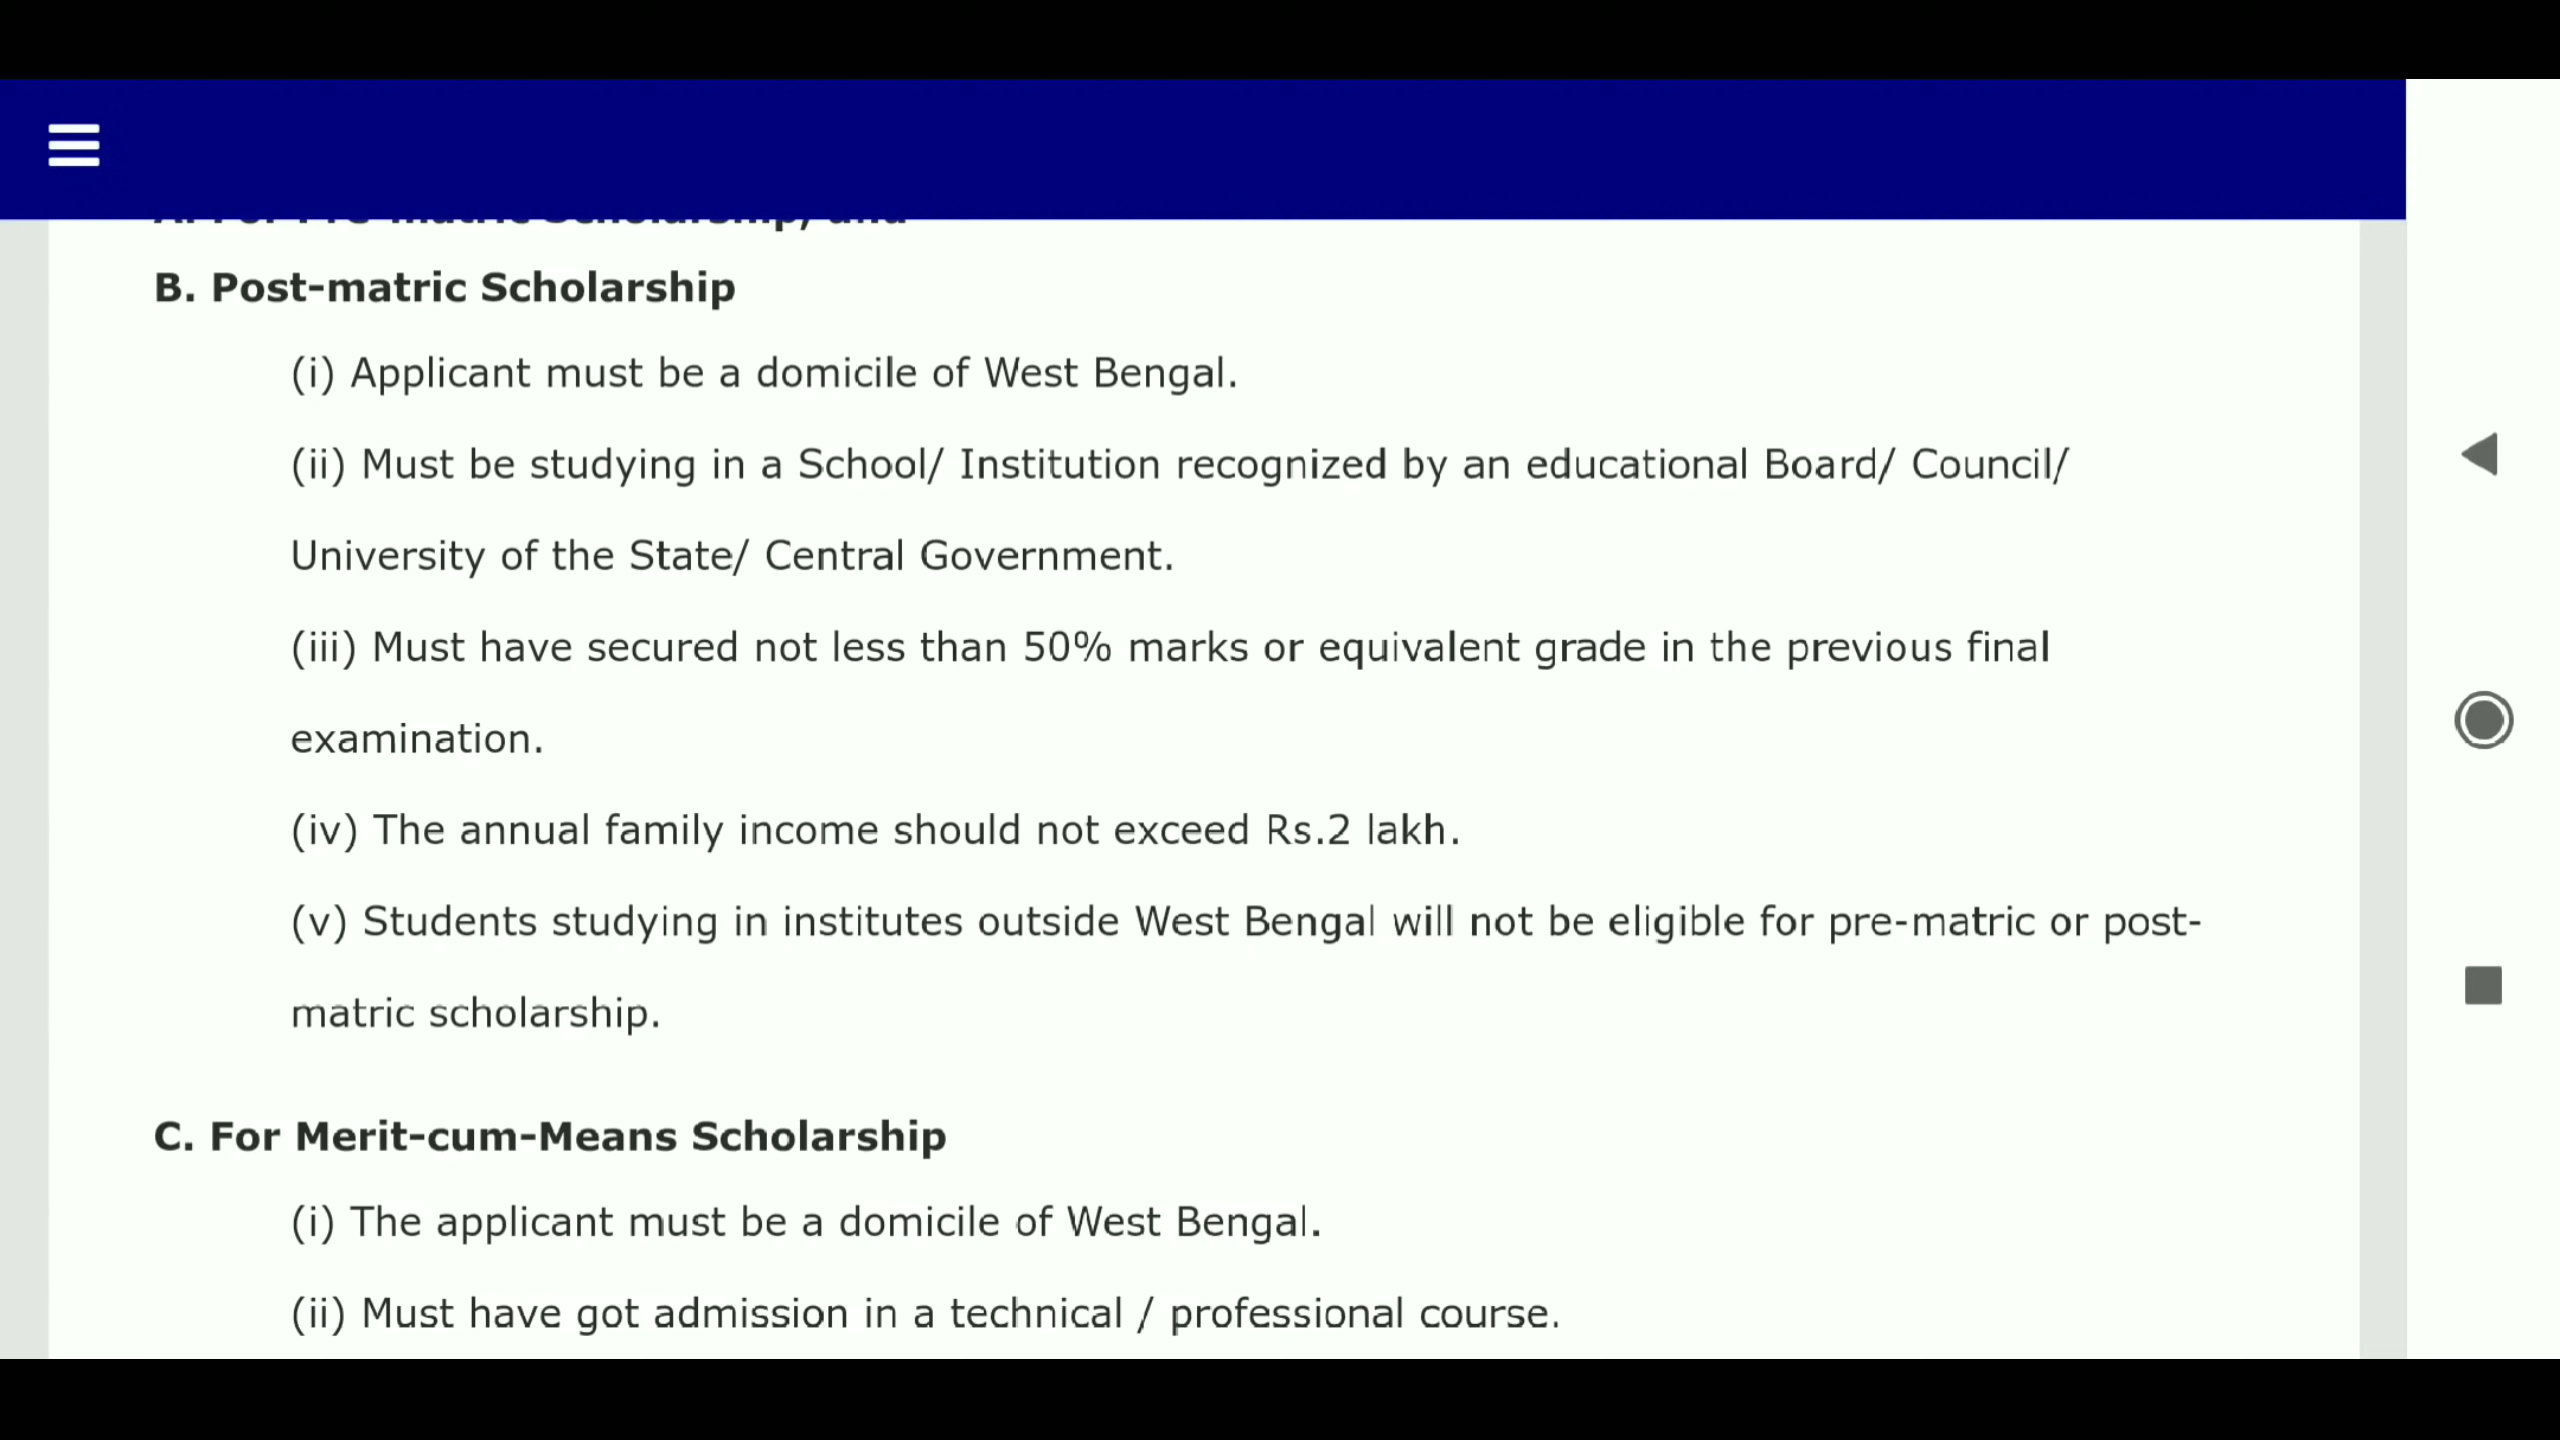 B. Post-matric Scholarship
(i) Applicant must be a domicile of West Bengal.
(ii) Must be studying in a School/ Institution recognized by an educational Board/ Council/
University of the State/ Central Government.
(iii) Must have secured not less than 50% marks or equivalent grade in the previous final
examination.
(iv) The annual family income should not exceed Rs.2 lakh.
(v) Students studying in institutes outside West Bengal will not be eligible for pre-matric or post-
matric scholarship.
C. For Merit-cum-Means Scholarship
(i) The applicant must be a domicile of West Bengal.
(ii) Must have got admission in a technical / professional course.